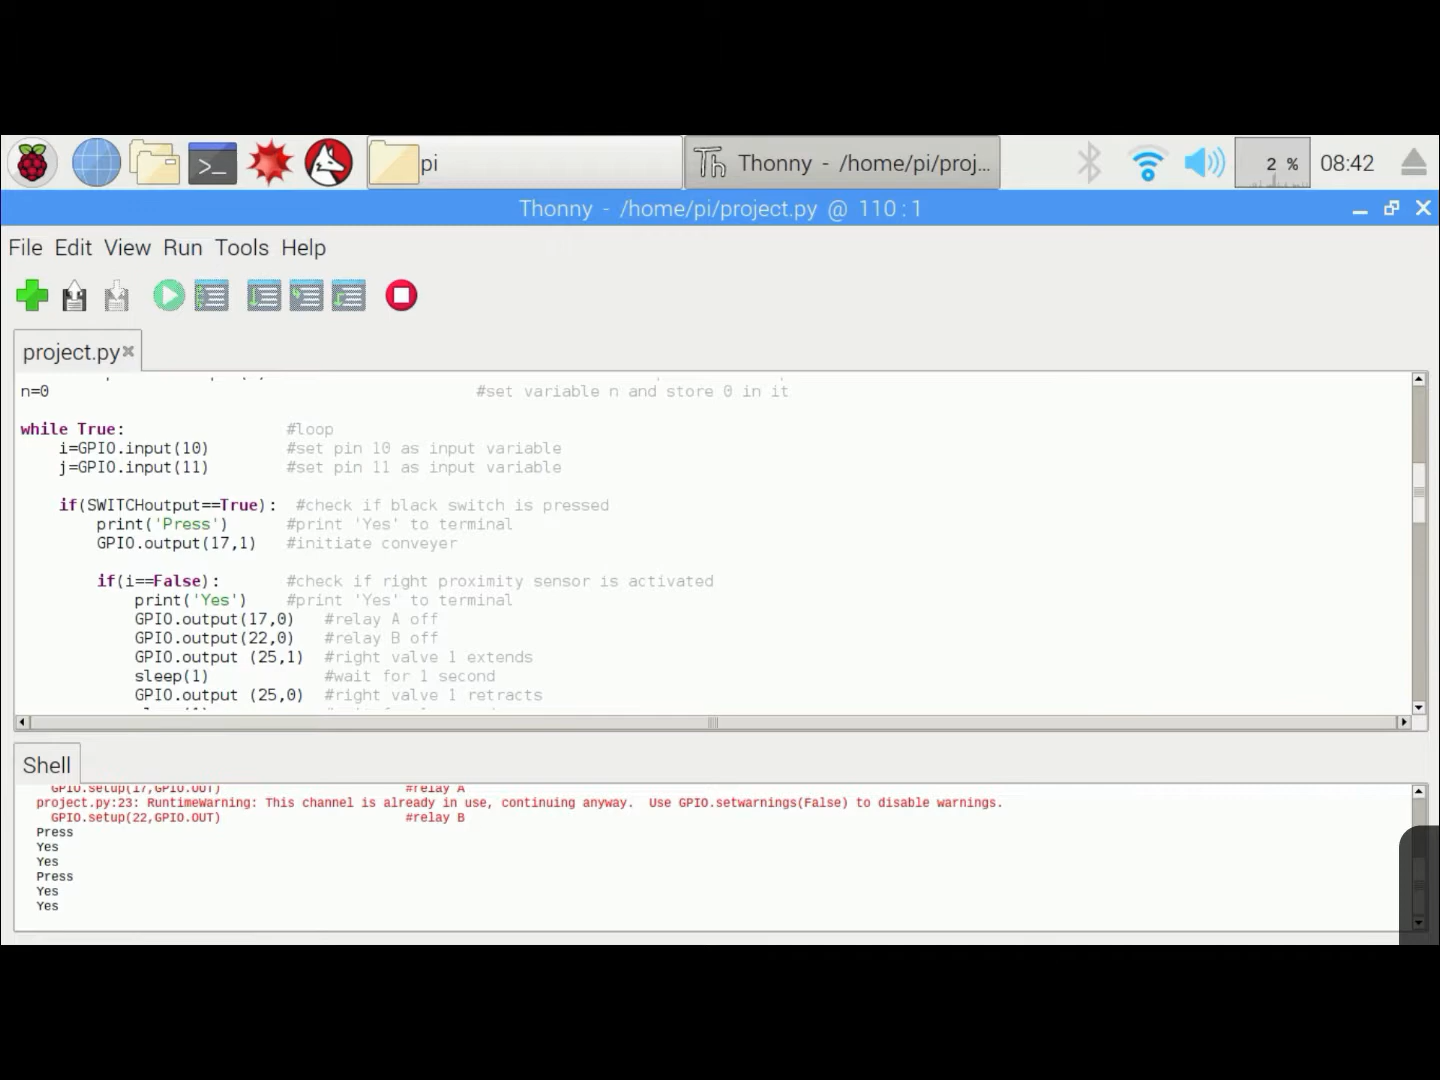 pi
Thonny - /home/pi/proj...
2 %
08:42
Thonny - /home/pi/project.py @ 110 : 1
File Edit View Run Tools Help
project.py
n=0 #set variable n and store 0 in it
while True: #loop
i=GPIO.input(10) #set pin 10 as input variable
j=GPIO.input(11) #set pin 11 as input variable
if(SWITCHoutput==True): #check if black switch is pressed
print('Press') #print 'Yes' to terminal
GPIO.output(17,1) #initiate conveyer
if(i==False): #check if right proximity sensor is activated
print('Yes') #print 'Yes' to terminal
GPIO.output(17,0) #relay A off
GPIO.output(22,0) #relay B off
GPIO.output (25,1) #right valve 1 extends
sleep(1) #wait for 1 second
GPIO.output (25,0) #right valve 1 retracts
Shell
GPIO.setup(17,GPIO.OUT) #relay A
project.py:23: RuntimeWarning: This channel is already in use, continuing anyway. Use GPIO.setwarnings(False) to disable warnings.
GPIO.setup(22,GPIO.OUT) #relay B
Press
Yes
Yes
Press
Yes
Yes